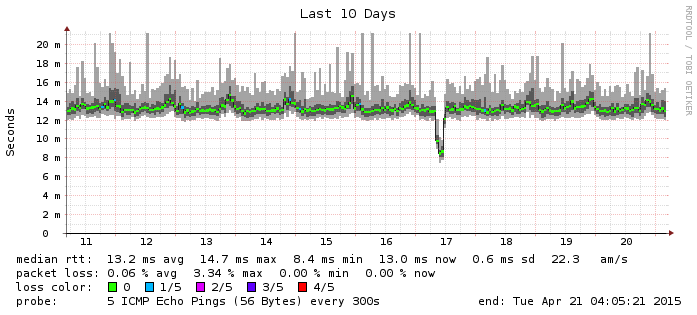 Last 10 Days
RRDTOOL / TOBI OETIKER
Seconds
20 m
18 m
16 m
14 m
12 m
10 m
8 m
6 m
4 m
2 m
0
11 12 13 14 15 16 17 18 19 20
median rtt: 13.2 ms avg 14.7 ms max 8.4 ms min 13.0 ms now 0.6 ms sd 22.3 am/s
packet loss: 0.06 % avg 3.34 % max 0.00 % min 0.00 % now
loss color: 0 1/5 2/5 3/5 4/5
probe: 5 ICMP Echo Pings (56 Bytes) every 300s end: Tue Apr 21 04:05:21 2015